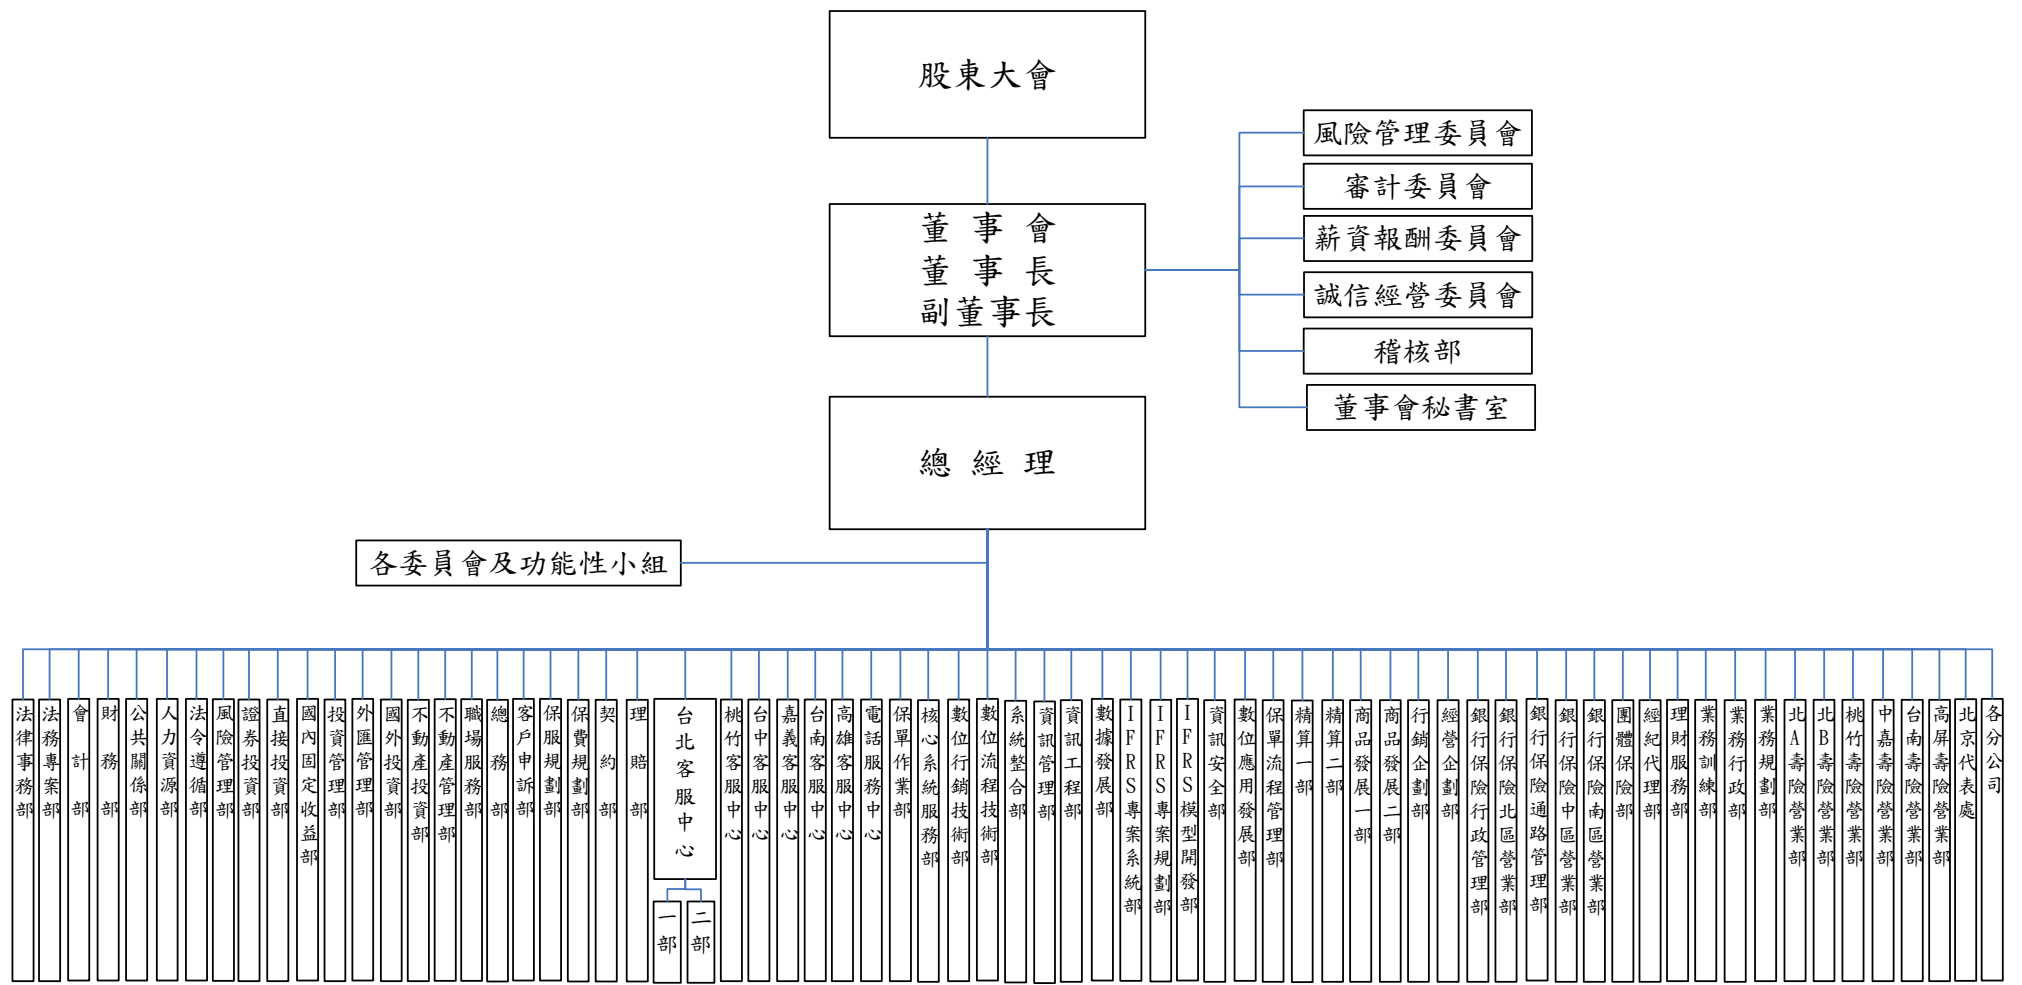 股東大會
風險管理委員會
審計委員會
薪資報酬委員會
誠信經營委員會
稽核部
董事會秘書室
董事會
董事長
副董事長
總經理
各委員會及功能性小組
法律事務部
法務專案部
會計部
財務部
公共關係部
人力資源部
法令遵循部
風險管理部
證券投資部
直接投資部
國內固定收益部
投資管理部
外匯管理部
國外投資部
不動產投資部
不動產管理部
職場服務部
總務部
客戶申訴部
保服規劃部
保費規劃部
契約部
理賠部
台北客服中心
一部
二部
桃竹客服中心
台中客服中心
嘉義客服中心
台南客服中心
高雄客服中心
電話服務中心
保單作業部
核心系統服務部
數位行銷技術部
數位流程技術部
系統整合部
資訊管理部
資訊工程部
數據發展部
IFRS專案系統部
IFRS專案規劃部
IFRS模型開發部
資訊安全部
數位應用發展部
保單流程管理部
精算一部
精算二部
商品發展一部
商品發展二部
行銷企劃部
經營企劃部
銀行保險行政管理部
銀行保險北區營業部
銀行保險通路管理部
銀行保險中區營業部
銀行保險南區營業部
團體保險部
經紀代理部
理財服務部
業務訓練部
業務行政部
業務規劃部
北A壽險營業部
北B壽險營業部
桃竹壽險營業部
中嘉壽險營業部
台南壽險營業部
高屏壽險營業部
北京代表處
各分公司